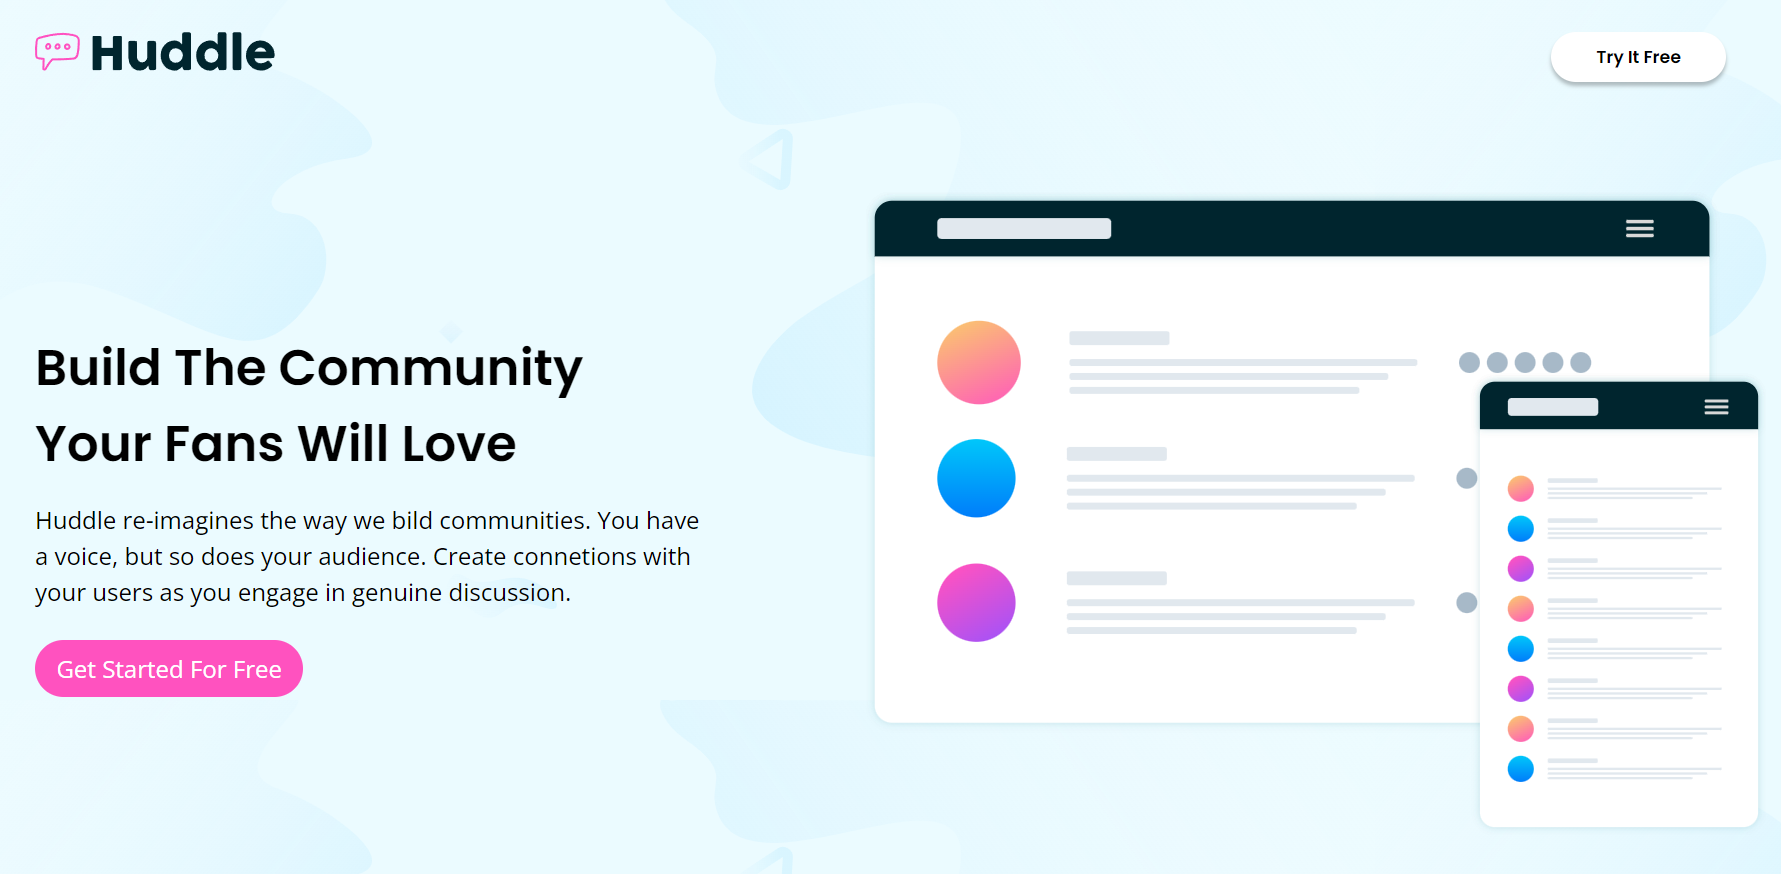 Huddle
Try It Free
Build The Community
Your Fans Will Love
Huddle re-imagines the way we bild communities. You have
a voice, but so does your audience. Create connetions with
your users as you engage in genuine discussion.
Get Started For Free